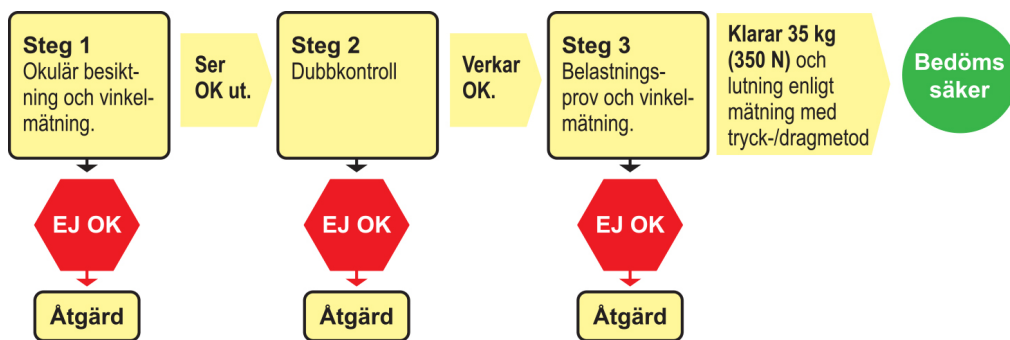 Steg 1
Okulär besikt-
ning och vinkel-
mätning.
Ser
OK ut.
Steg 2
Dubbkontroll
Verkar
OK.
Steg 3
Belastnings-
prov och vinkel-
mätning.
Klarar 35 kg
(350 N) och
lutning enligt
mätning med
tryck-/dragmetod
Bedöms
säker
EJ OK
EJ OK
EJ OK
Åtgärd
Åtgärd
Åtgärd